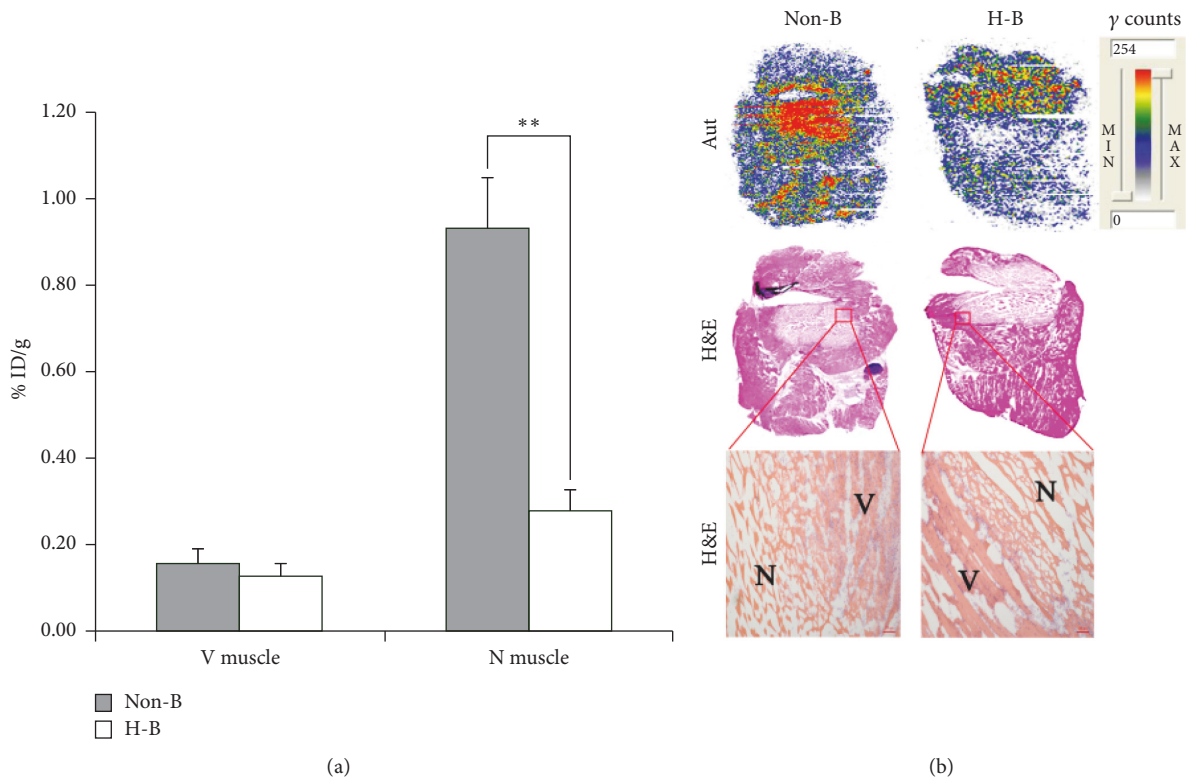 1.20
1.00
0.80
0.60
0.40
0.20
0.00
% ID/g
**
V muscle
N muscle
Non-B
H-B
(a)
Non-B
H-B
γ counts
254
MIN
MAX
0
Aut
H&E
H&E
N
V
V
N
(b)